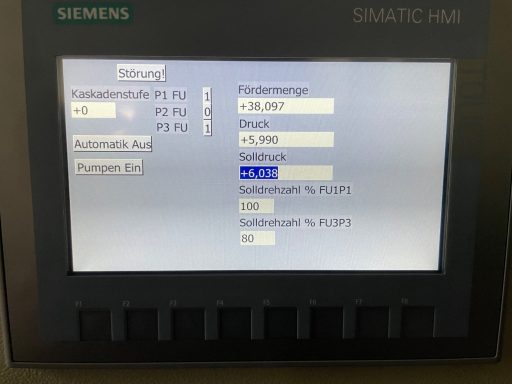 SIEMENS
SIMATIC HMI
Störung!
Kaskadenstufe
+0
P1 FU 1
P2 FU 0
P3 FU 1
Automatik Aus
Pumpen Ein
Fördermenge
+38,097
Druck
+5,990
Solldruck
+6,038
Solldrehzahl % FU1P1
100
Solldrehzahl % FU3P3
80
F1 F2 F3 F4 F5 F6 F7 F8